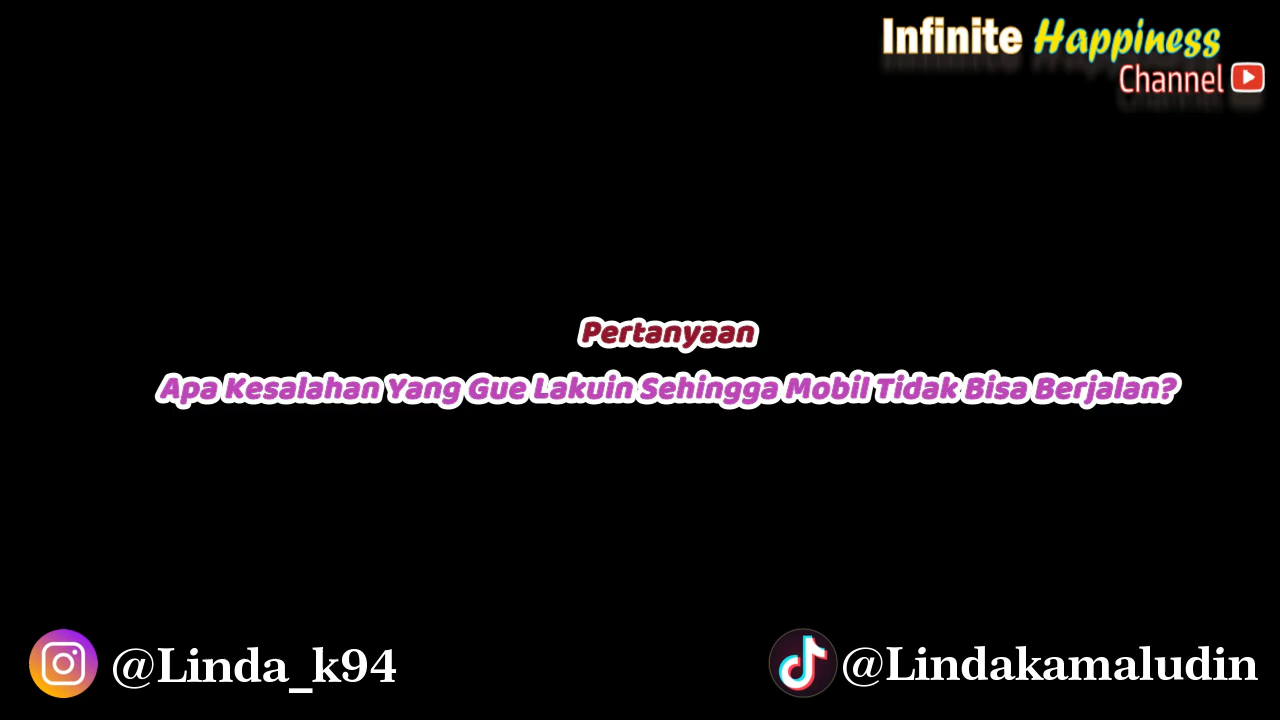 Infinite Happiness
Channel
Pertanyaan
Apa Kesalahan Yang Gue Lakuin Sehingga Mobil Tidak Bisa Berjalan?
@Linda_k94
@Lindakamaludin